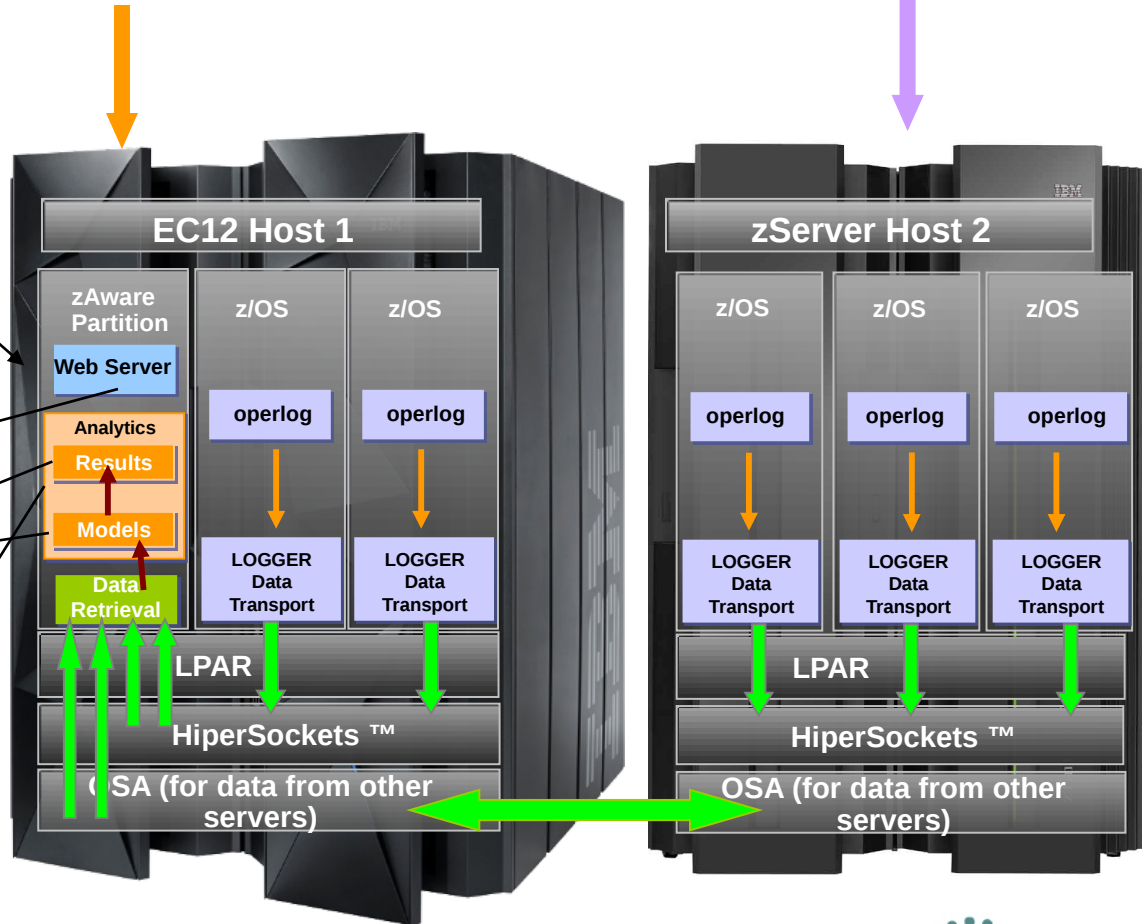 IBM
EC12 Host 1
zServer Host 2
zAware
Partition
z/OS
z/OS
z/OS
z/OS
z/OS
Web Server
operlog
operlog
operlog
operlog
operlog
Analytics
Results
Models
Data
Retrieval
LOGGER
Data
Transport
LOGGER
Data
Transport
LOGGER
Data
Transport
LOGGER
Data
Transport
LOGGER
Data
Transport
LPAR
LPAR
HiperSockets ™
HiperSockets ™
OSA (for data from other
servers)
OSA (for data from other
servers)